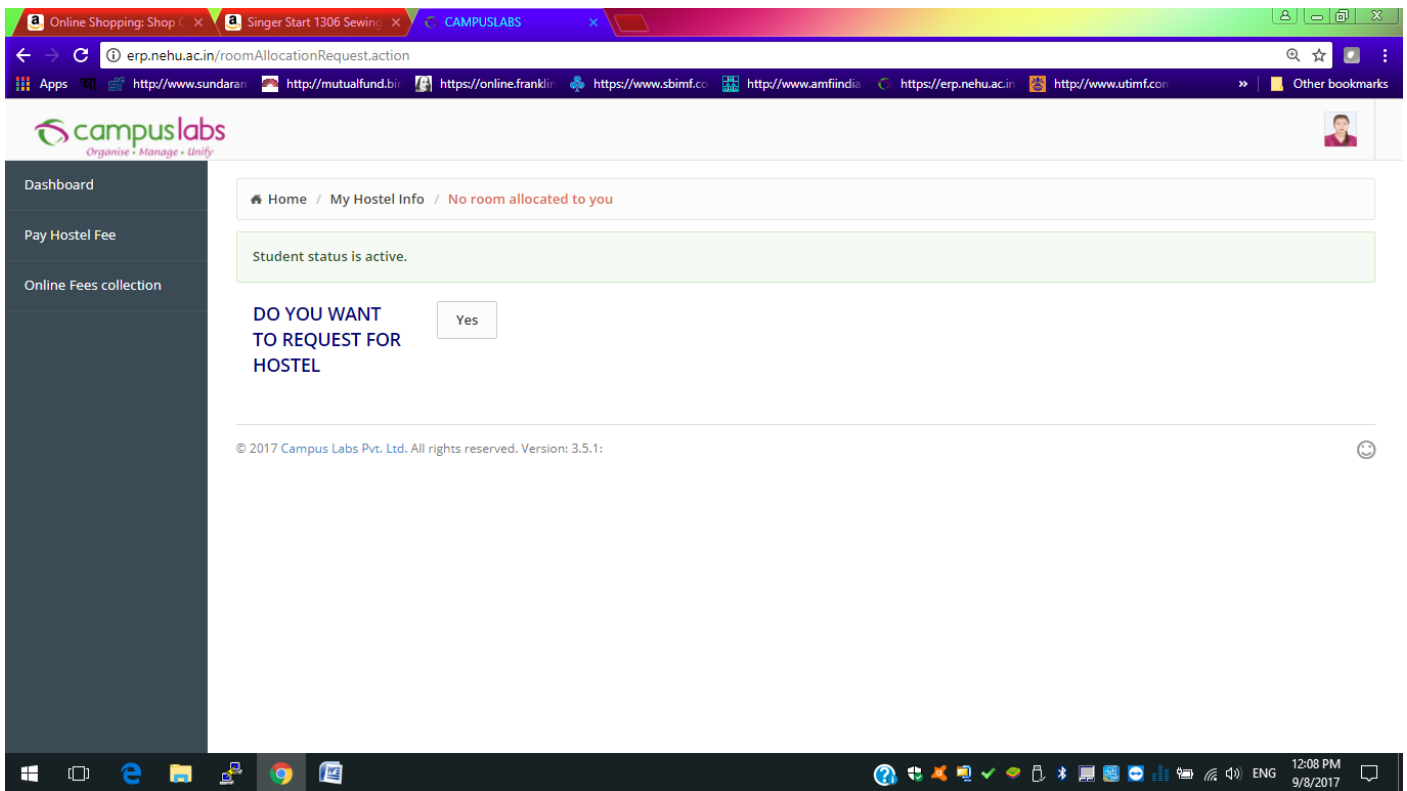 Online Shopping: Shop
Singer Start 1306 Sewing
CAMPUSLABS
erp.nehu.ac.in/roomAllocationRequest.action
Apps
http://www.sundaram
http://mutualfund.bir
https://online.franklin
https://www.sbimf.co
http://www.amfiindia
https://erp.nehu.ac.in
http://www.utimf.com
»
Other bookmarks
campuslabs
Organise • Manage • Unify
Dashboard
Pay Hostel Fee
Online Fees collection
Home / My Hostel Info / No room allocated to you
Student status is active.
DO YOU WANT
TO REQUEST FOR
HOSTEL
Yes
© 2017 Campus Labs Pvt. Ltd. All rights reserved. Version: 3.5.1:
ENG
12:08 PM
9/8/2017